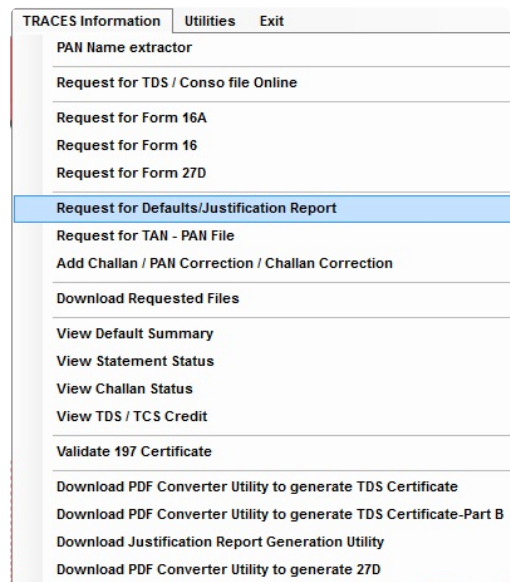 TRACES Information Utilities Exit
PAN Name extractor
Request for TDS / Conso file Online
Request for Form 16A
Request for Form 16
Request for Form 27D
Request for Defaults/Justification Report
Request for TAN - PAN File
Add Challan / PAN Correction / Challan Correction
Download Requested Files
View Default Summary
View Statement Status
View Challan Status
View TDS / TCS Credit
Validate 197 Certificate
Download PDF Converter Utility to generate TDS Certificate
Download PDF Converter Utility to generate TDS Certificate-Part B
Download Justification Report Generation Utility
Download PDF Converter Utility to generate 27D